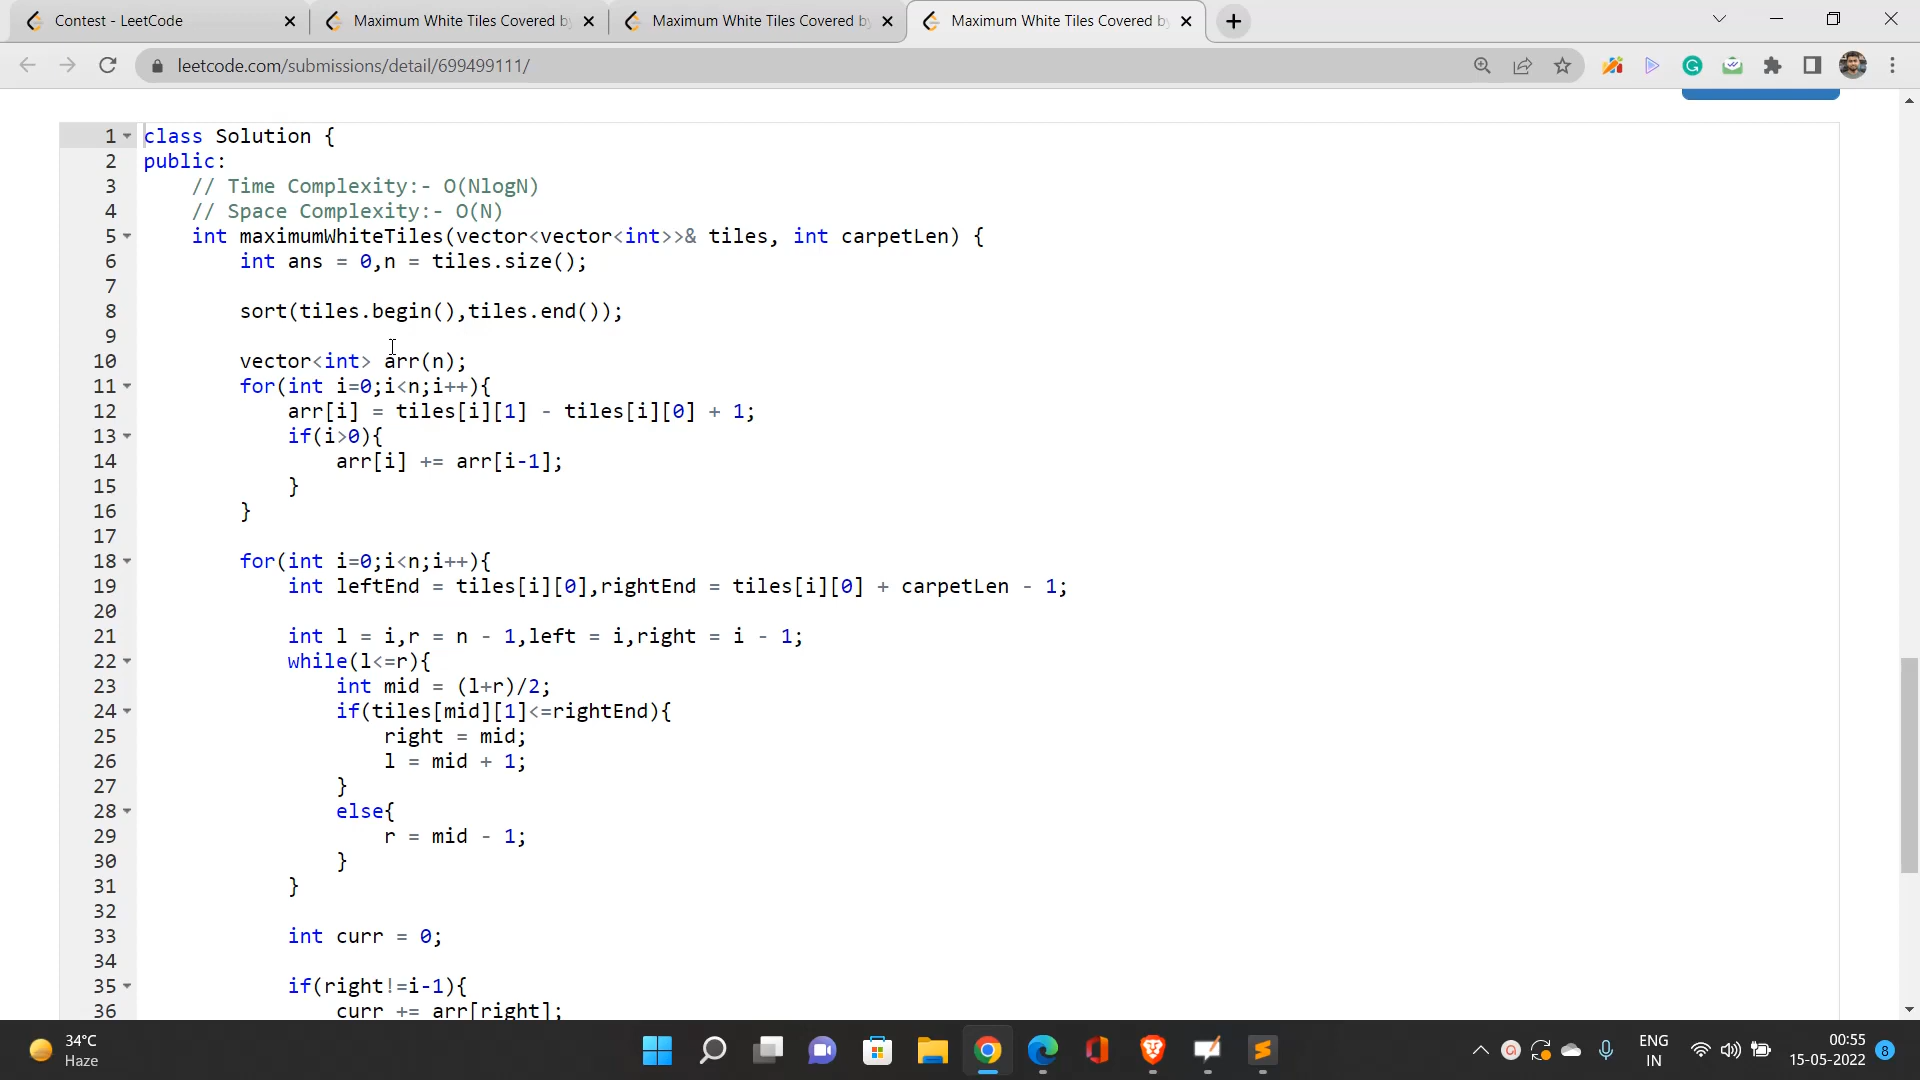 Contest - LeetCode
Maximum White Tiles Covered b
Maximum White Tiles Covered b
Maximum White Tiles Covered by
leetcode.com/submissions/detail/699499111/
1 class Solution {
2 public:
3 // Time Complexity:- O(NlogN)
4 // Space Complexity:- O(N)
5 int maximumWhiteTiles(vector<vector<int>>& tiles, int carpetLen) {
6 int ans = 0,n = tiles.size();
7
8 sort(tiles.begin(),tiles.end());
9
10 vector<int> arr(n);
11 for(int i=0;i<n;i++){
12 arr[i] = tiles[i][1] - tiles[i][0] + 1;
13 if(i>0){
14 arr[i] += arr[i-1];
15 }
16 }
17
18 for(int i=0;i<n;i++){
19 int leftEnd = tiles[i][0],rightEnd = tiles[i][0] + carpetLen - 1;
20
21 int l = i,r = n - 1,left = i,right = i - 1;
22 while(l<=r){
23 int mid = (l+r)/2;
24 if(tiles[mid][1]<=rightEnd){
25 right = mid;
26 l = mid + 1;
27 }
28 else{
29 r = mid - 1;
30 }
31 }
32
33 int curr = 0;
34
35 if(right!=i-1){
36 curr += arr[right];
34°C
Haze
ENG
IN
00:55
15-05-2022
8